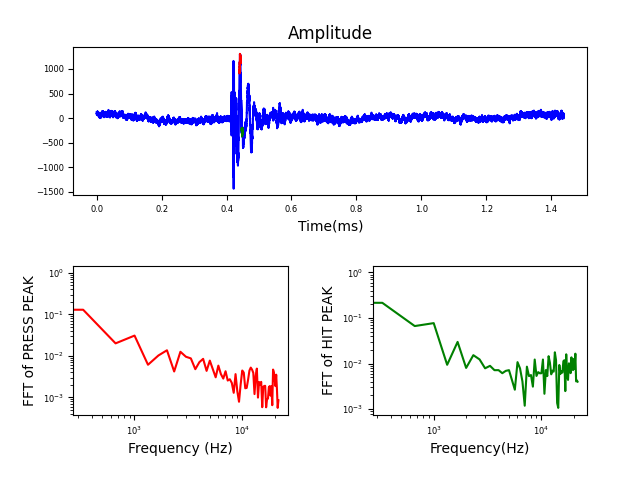 Amplitude
1000
500
0
−500
−1000
−1500
0.0 0.2 0.4 0.6 0.8 1.0 1.2 1.4
Time(ms)
FFT of PRESS PEAK
10⁰
10⁻¹
10⁻²
10⁻³
10³ 10⁴
Frequency (Hz)
FFT of HIT PEAK
10⁰
10⁻¹
10⁻²
10⁻³
10³ 10⁴
Frequency(Hz)